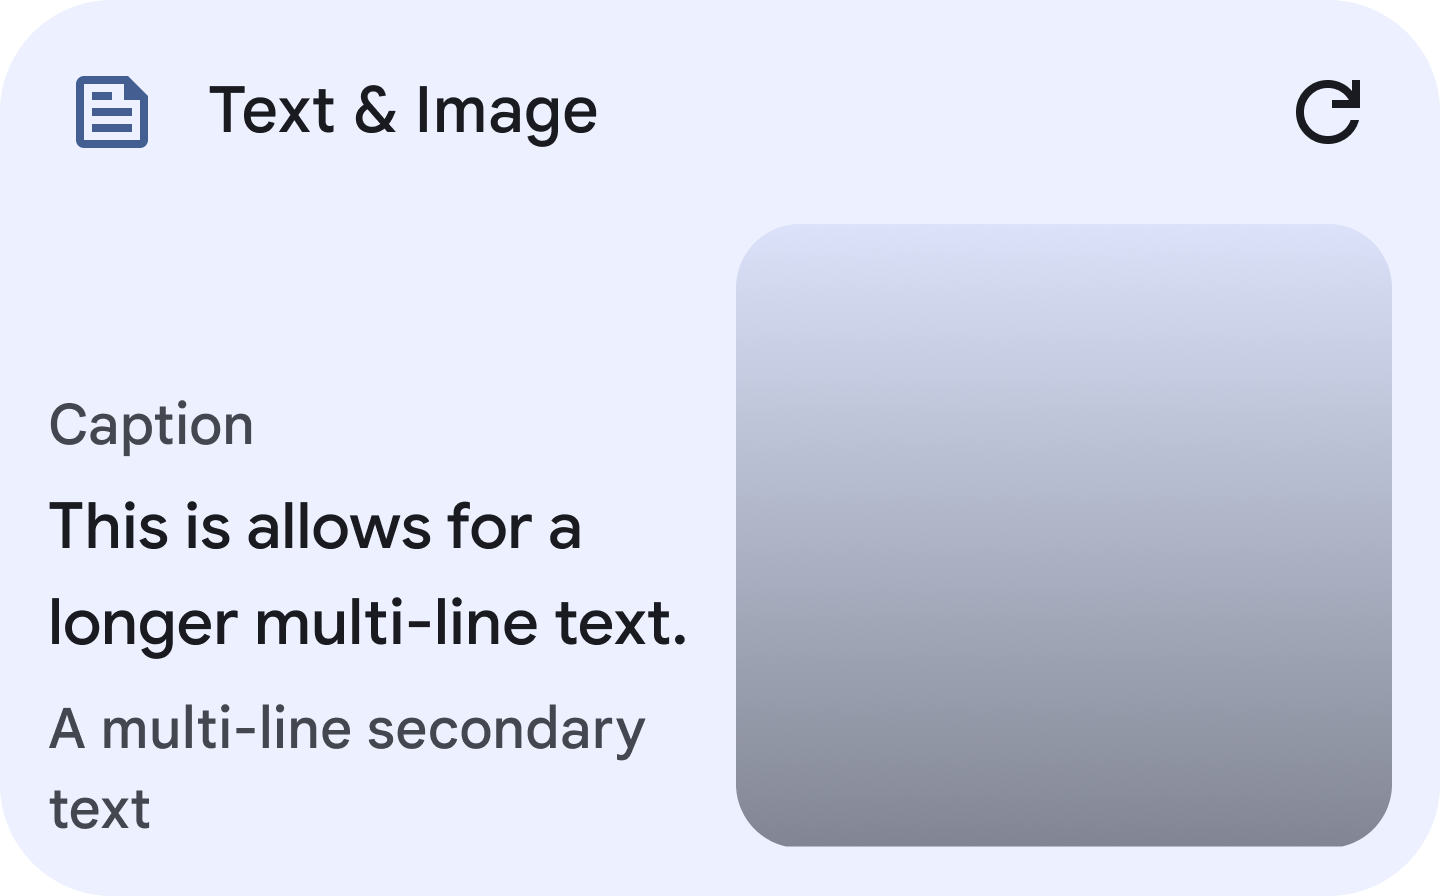 Text & Image
Caption
This is allows for a
longer multi-line text.
A multi-line secondary
text